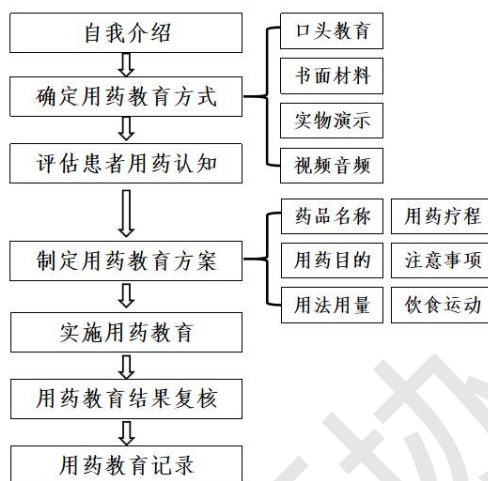 自我介绍
口头教育
确定用药教育方式
书面材料
实物演示
评估患者用药认知
视频音频
药品名称 用药疗程
制定用药教育方案
用药目的 注意事项
用法用量 饮食运动
实施用药教育
用药教育结果复核
用药教育记录
协